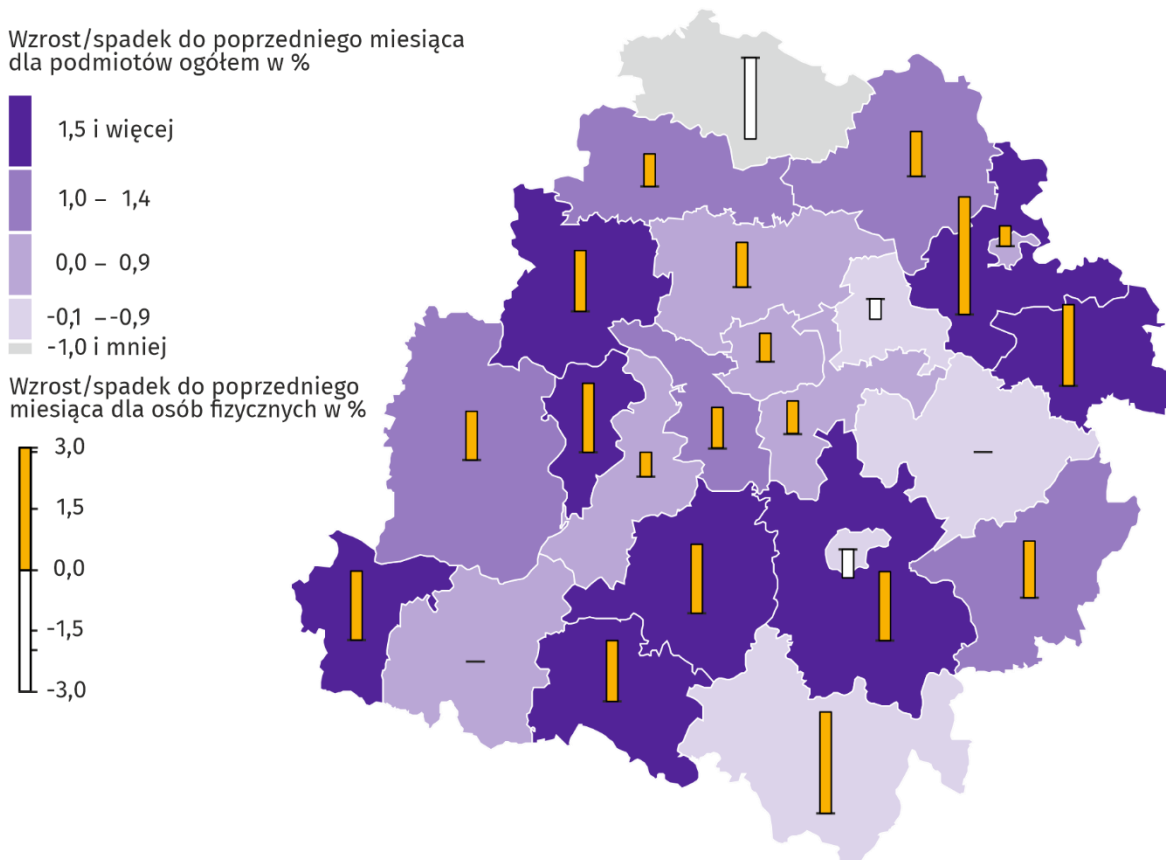 Wzrost/spadek do poprzedniego miesiąca
dla podmiotów ogółem w %
1,5 i więcej
1,0 – 1,4
0,0 – 0,9
-0,1 –-0,9
-1,0 i mniej
Wzrost/spadek do poprzedniego
miesiąca dla osób fizycznych w %
3,0
1,5
0,0
-1,5
-3,0